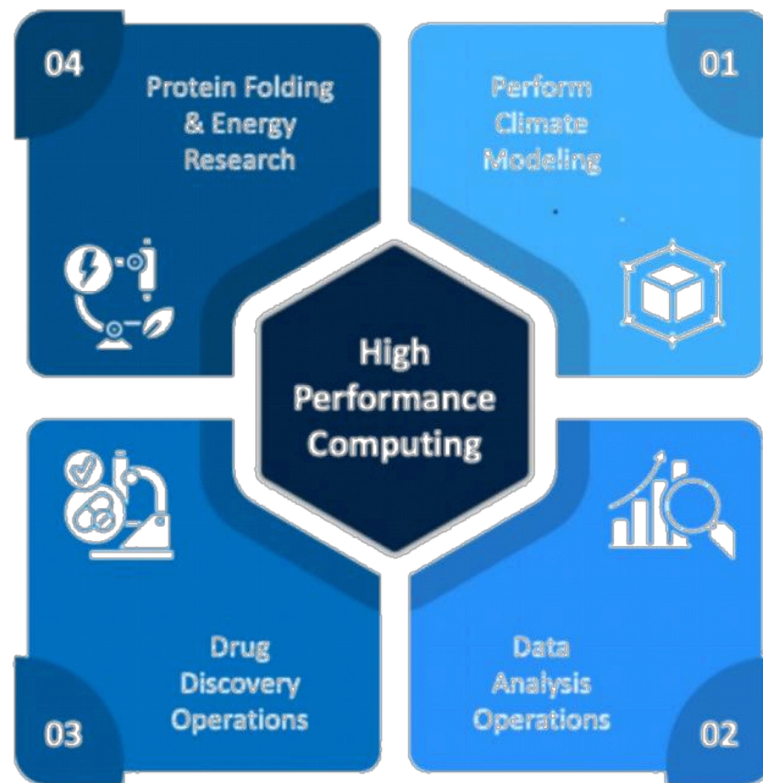 04
Protein Folding
& Energy
Research
01
Perform
Climate
Modeling
High
Performance
Computing
03
Drug
Discovery
Operations
02
Data
Analysis
Operations